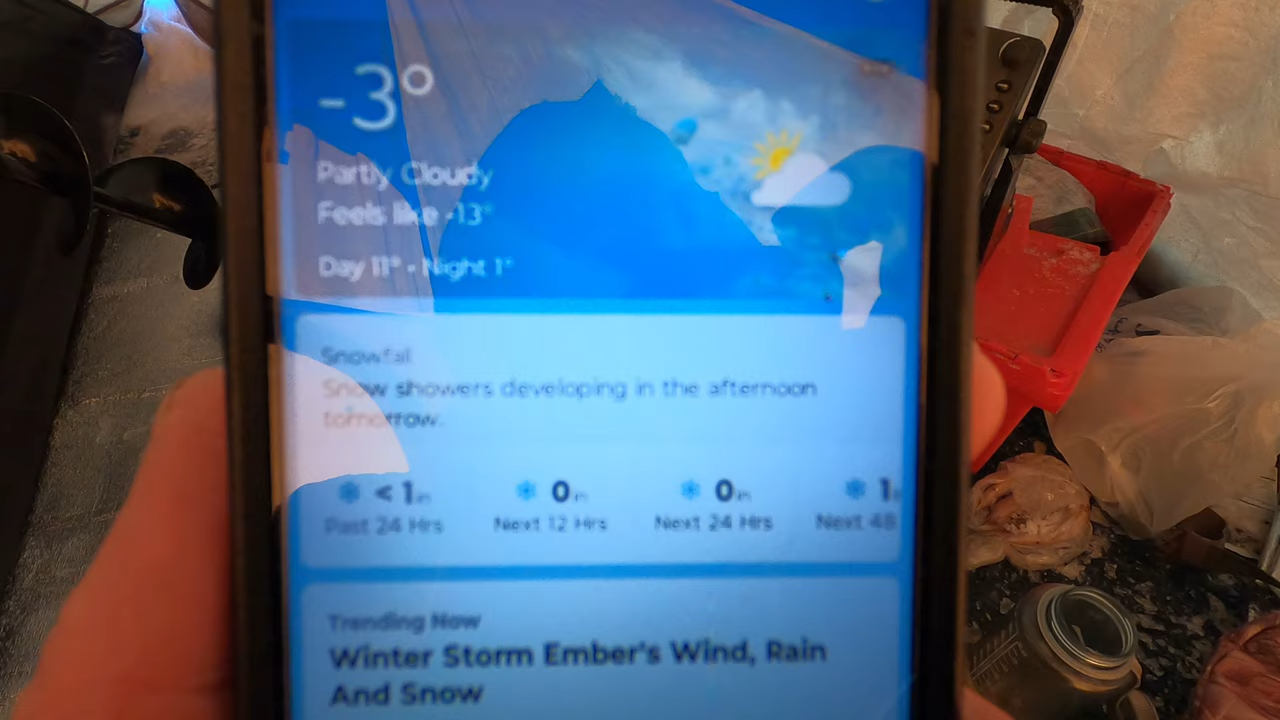 -3°
Partly Cloudy
Feels like -13°
Day 11° • Night 1°
Snowfall
Snow showers developing in the afternoon
tomorrow.
< 1in 0in 0in 1
Past 24 Hrs Next 12 Hrs Next 24 Hrs Next 48
Trending Now
Winter Storm Ember's Wind, Rain
And Snow